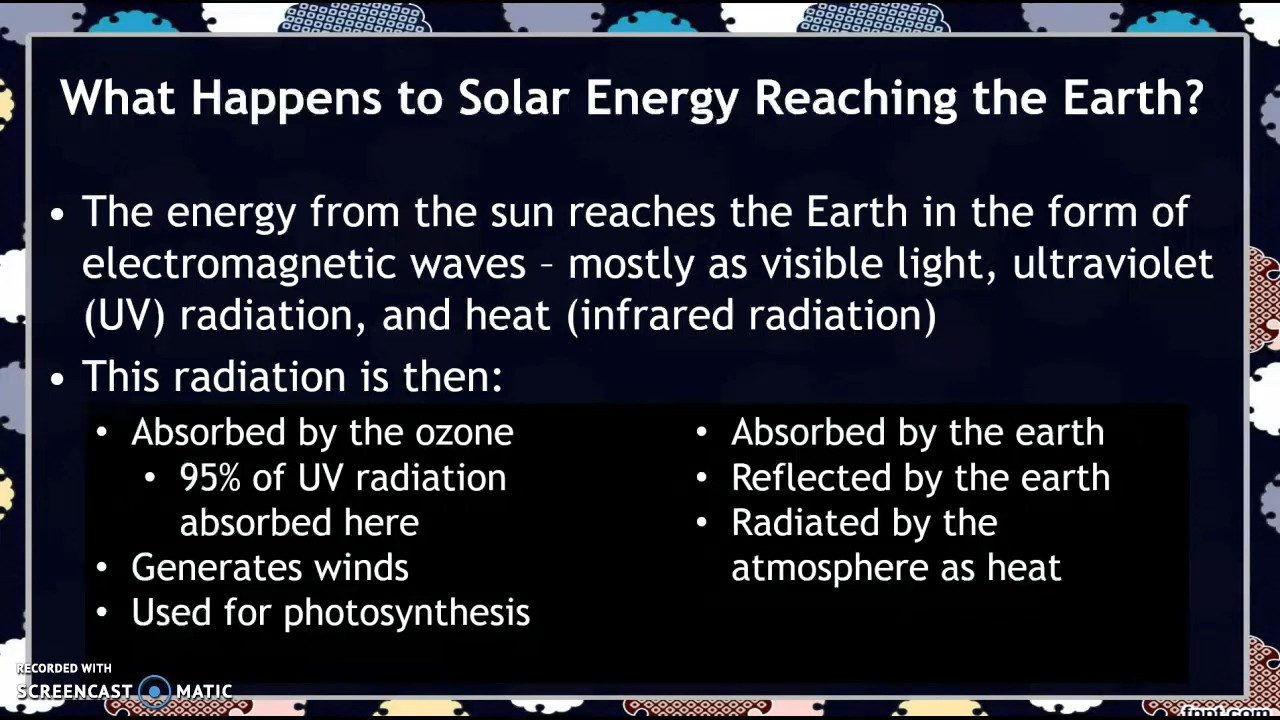 What Happens to Solar Energy Reaching the Earth?
• The energy from the sun reaches the Earth in the form of
electromagnetic waves – mostly as visible light, ultraviolet
(UV) radiation, and heat (infrared radiation)
• This radiation is then:
• Absorbed by the ozone
• 95% of UV radiation
absorbed here
• Generates winds
• Used for photosynthesis
• Absorbed by the earth
• Reflected by the earth
• Radiated by the
atmosphere as heat
RECORDED WITH
SCREENCAST MATIC
fppt.com